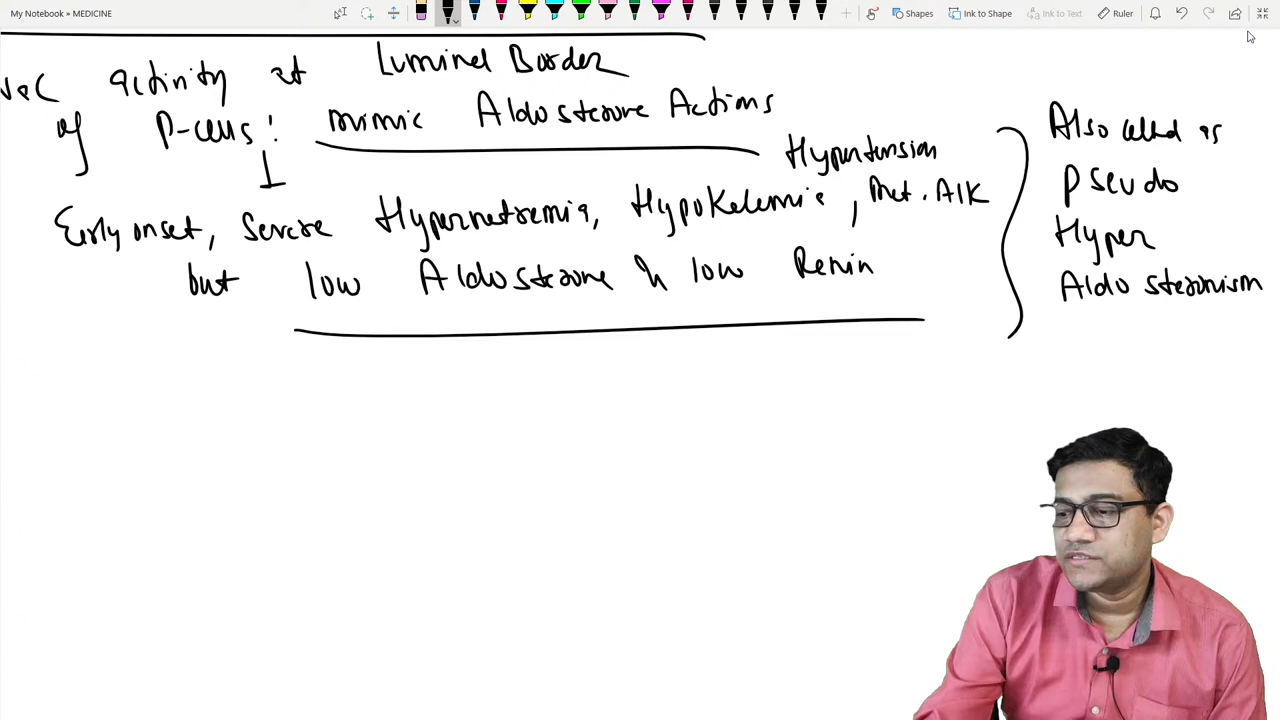 My Notebook » MEDICINE
Shapes
Ink to Shape
Ink to Text
Ruler
activity at Luminal Border
of P-cells: mimic Aldosterone Actions
Hypertension
Early onset, Severe Hypernatremia, Hypokalemia, Met. Alk
but low Aldosterone & low Renin
Also called as
Pseudo
Hyper
Aldosteronism